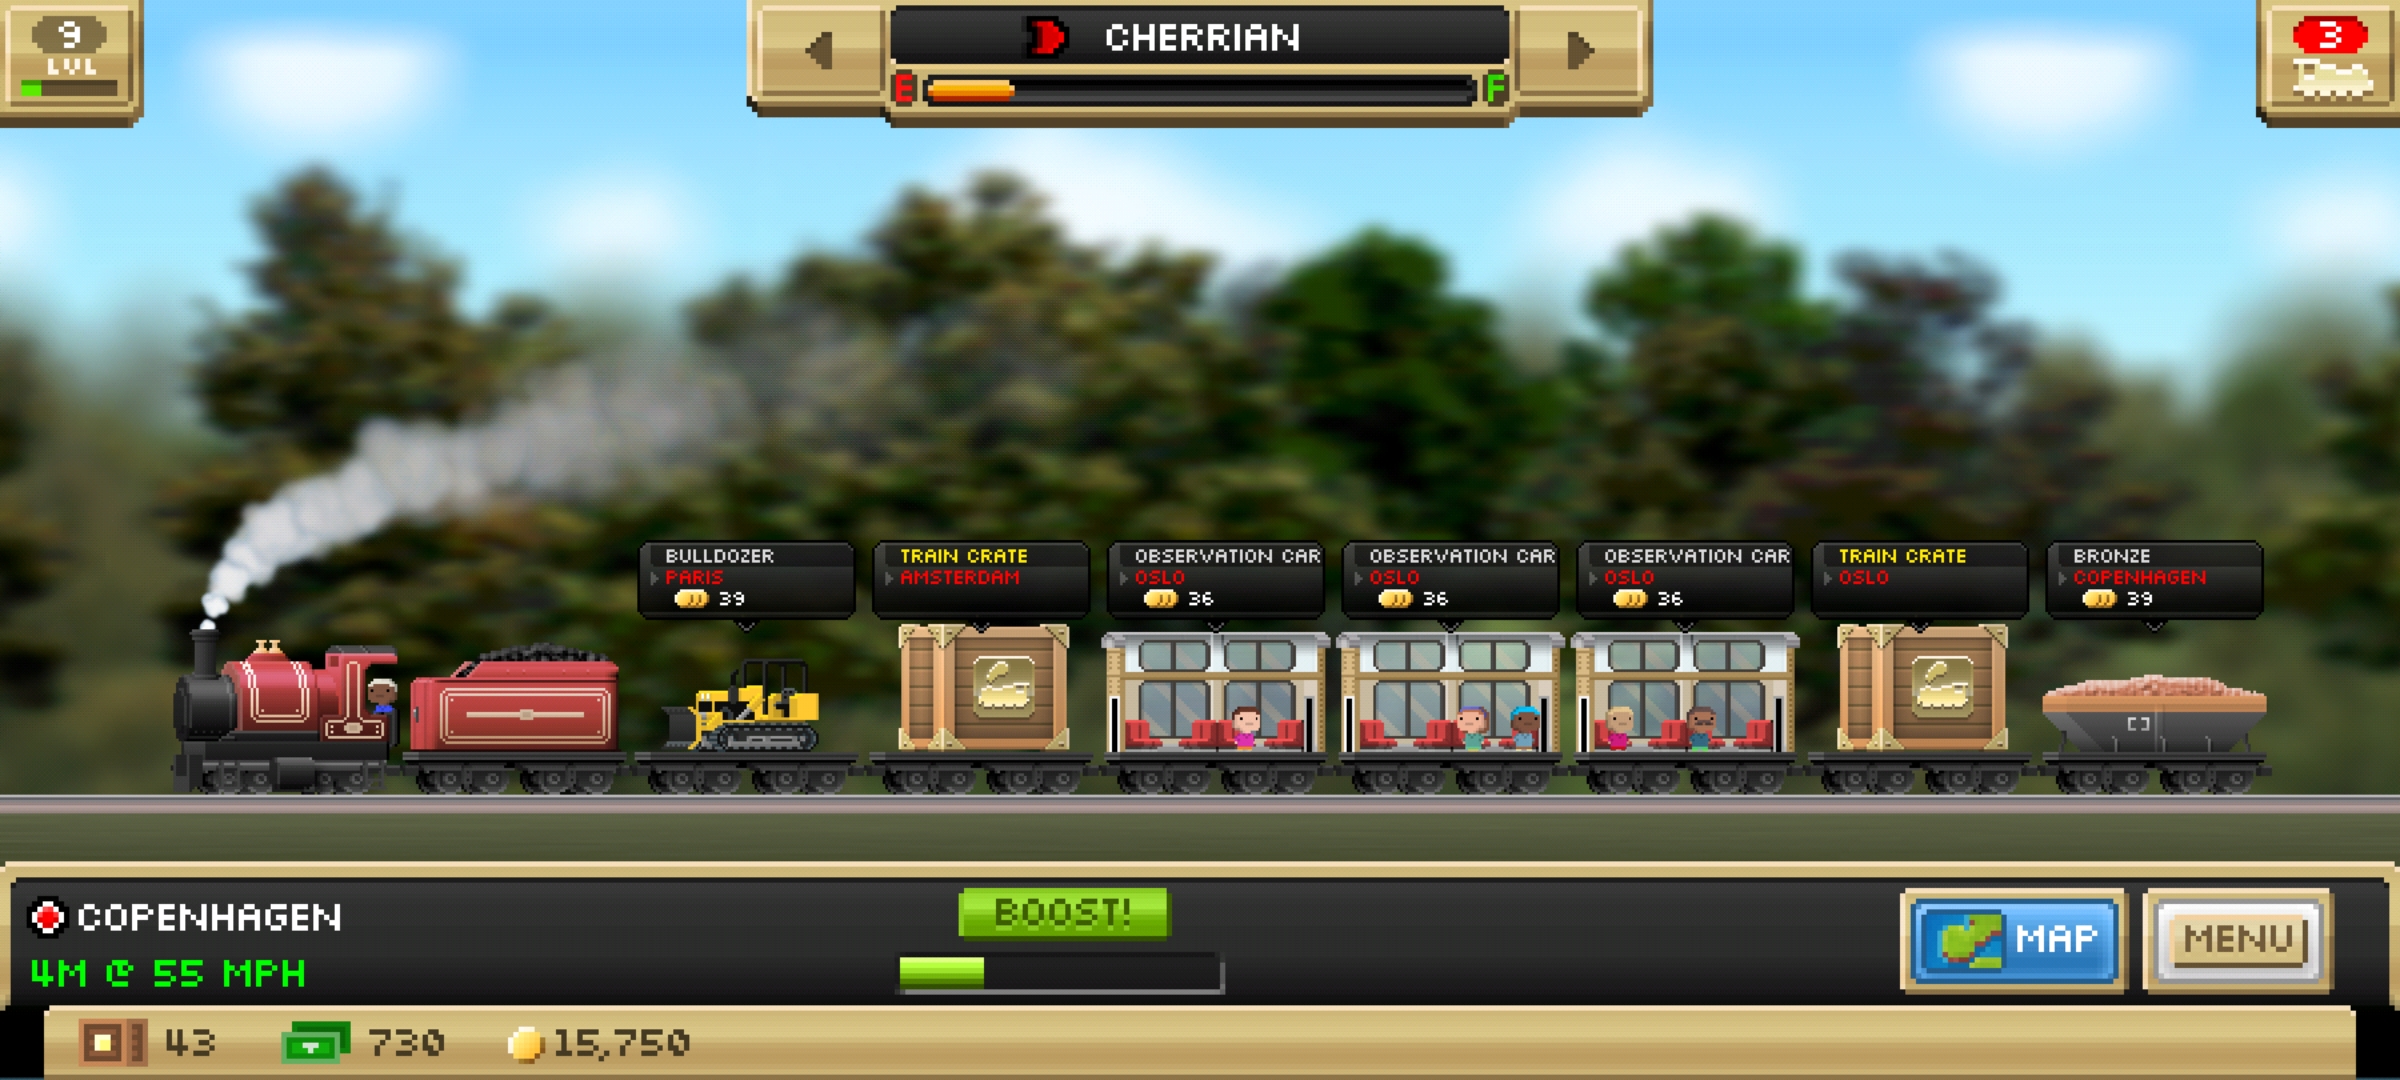 9
LVL
CHERRIAN
E
F
3
BULLDOZER
PARIS
39
TRAIN CRATE
AMSTERDAM
OBSERVATION CAR
OSLO
36
OBSERVATION CAR
OSLO
36
OBSERVATION CAR
OSLO
36
TRAIN CRATE
OSLO
BRONZE
COPENHAGEN
39
COPENHAGEN
4M @ 55 MPH
BOOST!
MAP
MENU
43
730
15,750